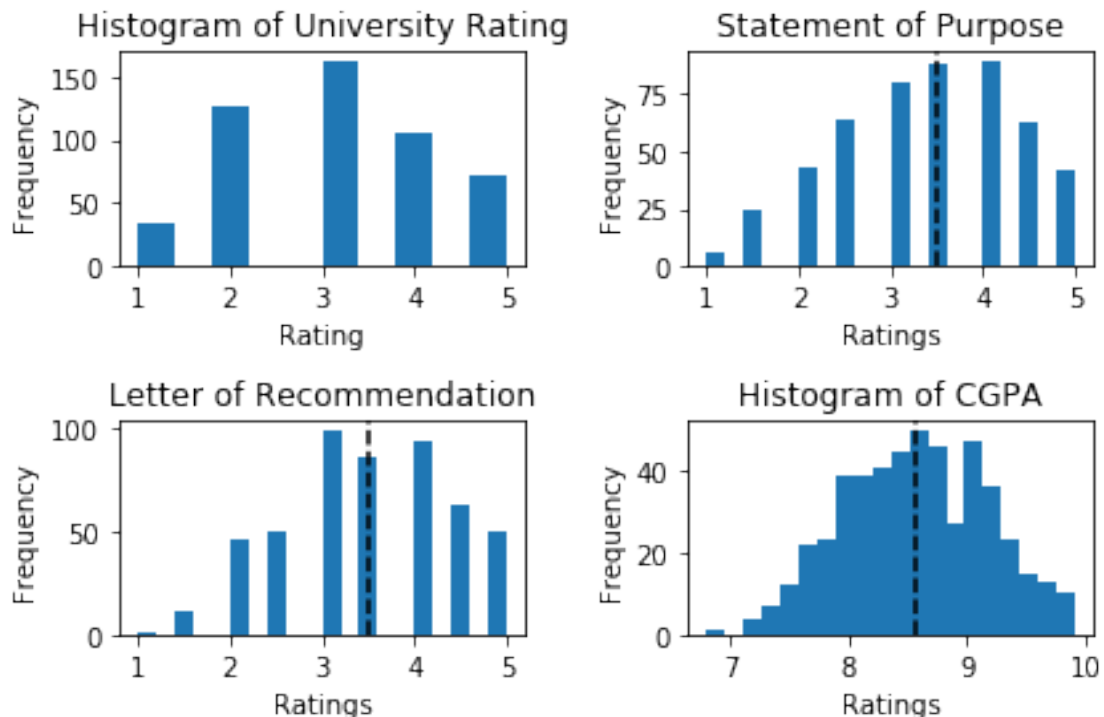 Histogram of University Rating
Frequency
150
100
50
0
1 2 3 4 5
Rating
Statement of Purpose
Frequency
75
50
25
0
1 2 3 4 5
Ratings
Letter of Recommendation
Frequency
100
50
0
1 2 3 4 5
Ratings
Histogram of CGPA
Frequency
40
20
0
7 8 9 10
Ratings